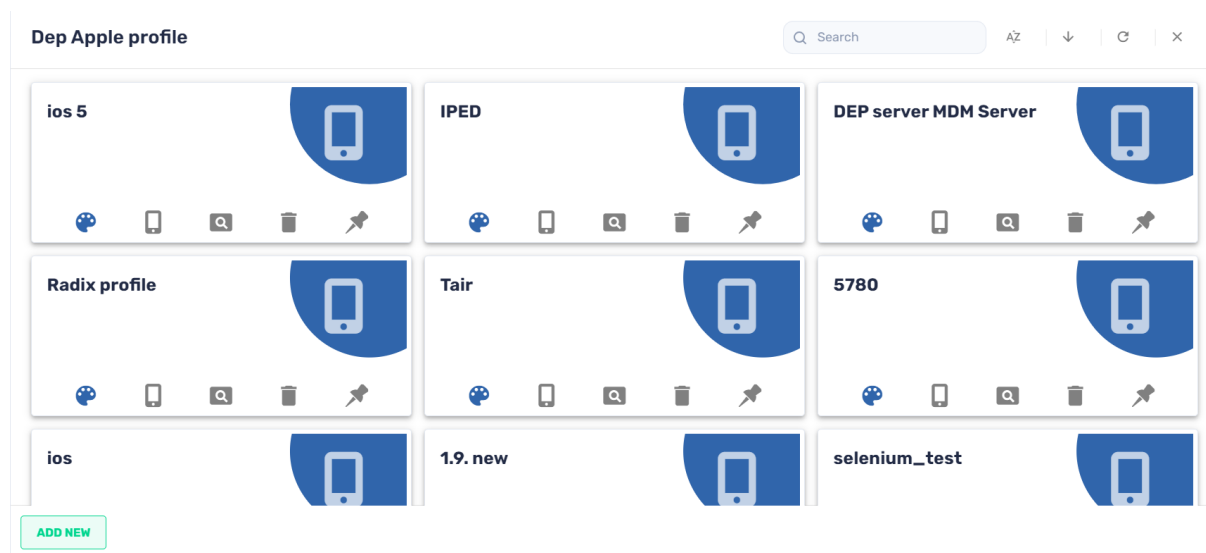 Dep Apple profile
Search
AZ
ios 5
IPED
DEP server MDM Server
Radix profile
Tair
5780
ios
1.9. new
selenium_test
ADD NEW